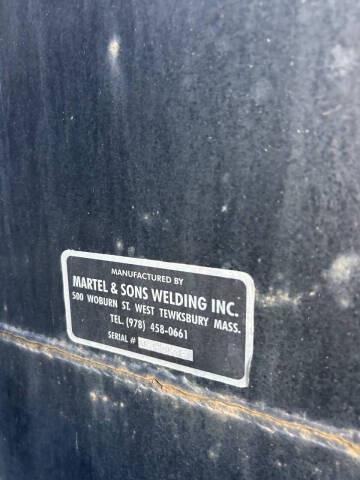 MANUFACTURED BY
MARTEL & SONS WELDING INC.
500 WOBURN ST. WEST TEWKSBURY MASS.
TEL. (978) 458-0661
SERIAL #